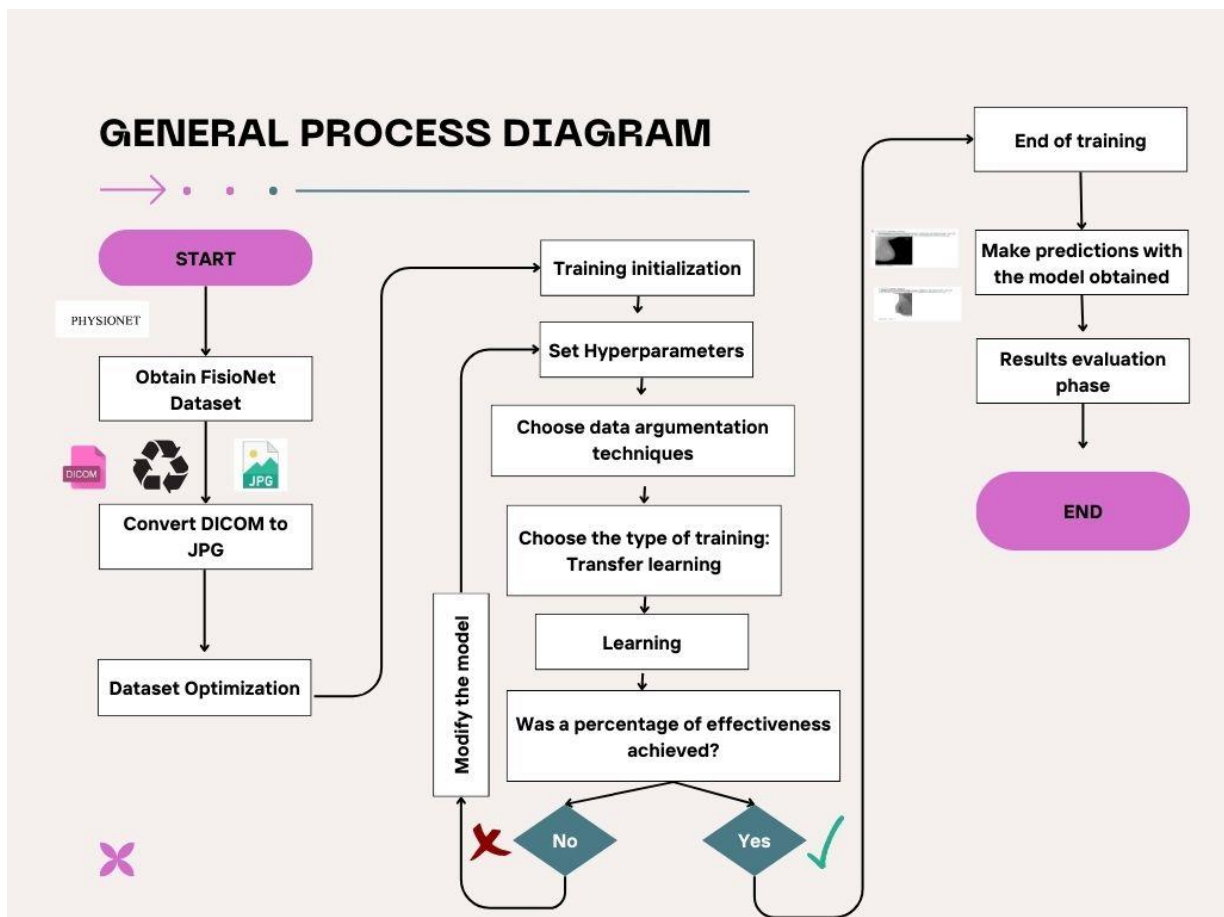 GENERAL PROCESS DIAGRAM
START
PHYSIONET
Obtain FisioNet
Dataset
DICOM
JPG
Convert DICOM to
JPG
Dataset Optimization
Training initialization
Set Hyperparameters
Choose data argumentation
techniques
Choose the type of training:
Transfer learning
Learning
Was a percentage of effectiveness
achieved?
No
Yes
Modify the model
End of training
Make predictions with
the model obtained
Results evaluation
phase
END